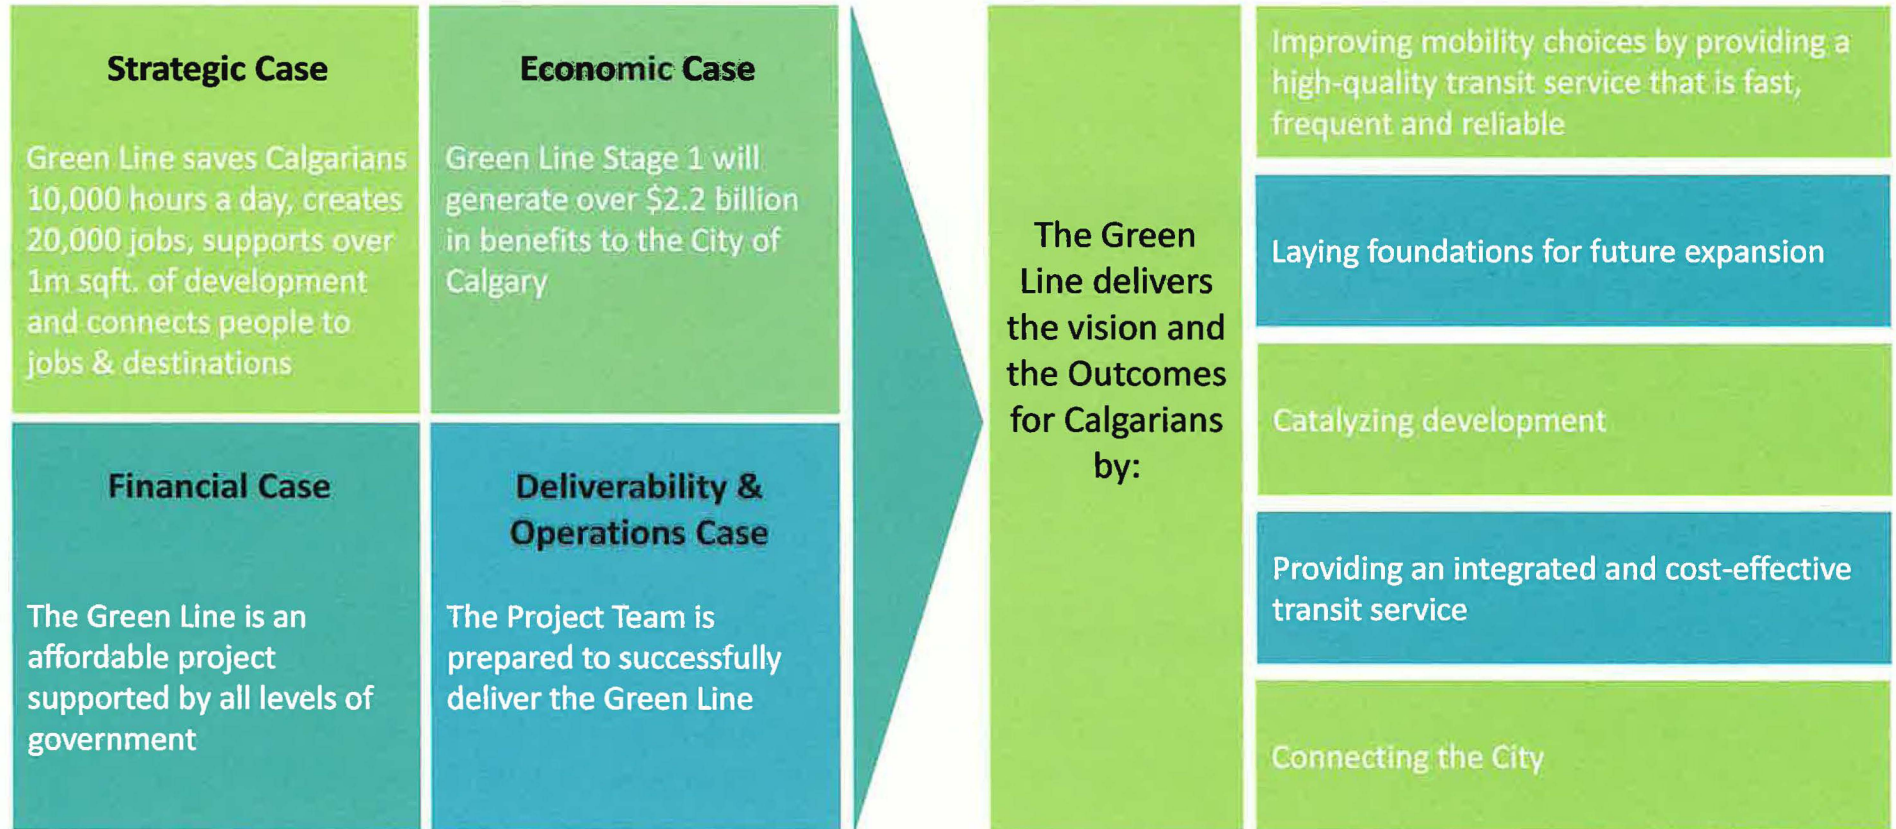 Strategic Case
Green Line saves Calgarians
10,000 hours a day, creates
20,000 jobs, supports over
1m sqft. of development
and connects people to
jobs & destinations
Economic Case
Green Line Stage 1 will
generate over $2.2 billion
in benefits to the City of
Calgary
Financial Case
The Green Line is an
affordable project
supported by all levels of
government
Deliverability &
Operations Case
The Project Team is
prepared to successfully
deliver the Green Line
The Green
Line delivers
the vision and
the Outcomes
for Calgarians
by:
Improving mobility choices by providing a
high-quality transit service that is fast,
frequent and reliable
Laying foundations for future expansion
Catalyzing development
Providing an integrated and cost-effective
transit service
Connecting the City